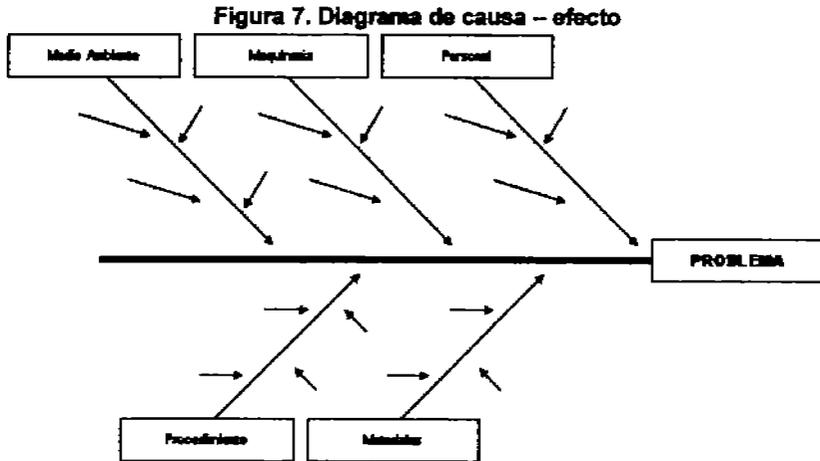 Figura 7. Diagrama de causa – efecto
Medio Ambiente
Maquinaria
Personal
PROBLEMA
Procedimiento
Materiales